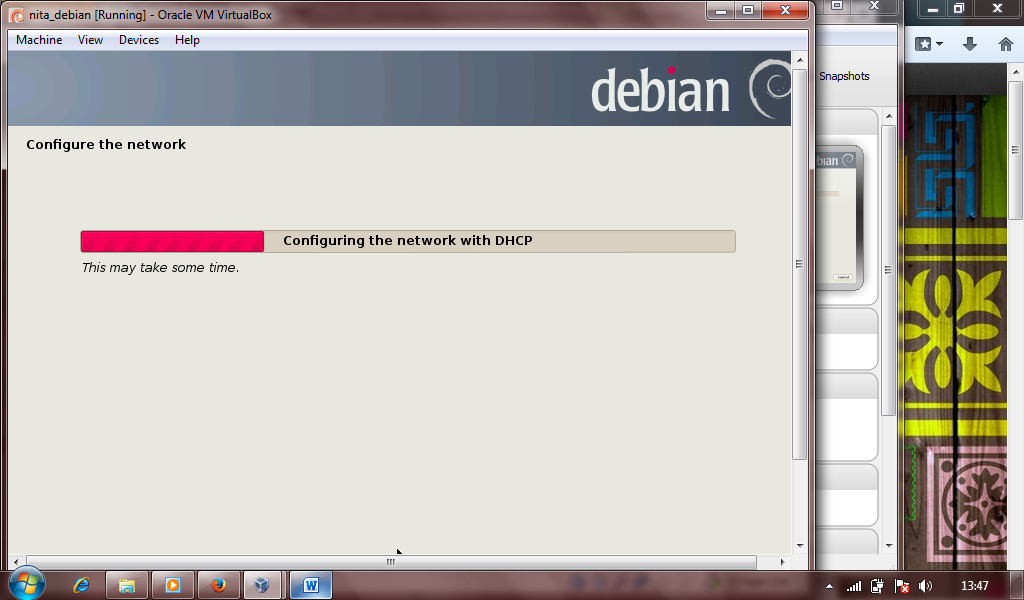 nita_debian [Running] - Oracle VM VirtualBox
Machine View Devices Help
Snapshots
debian
Configure the network
Configuring the network with DHCP
This may take some time.
13:47